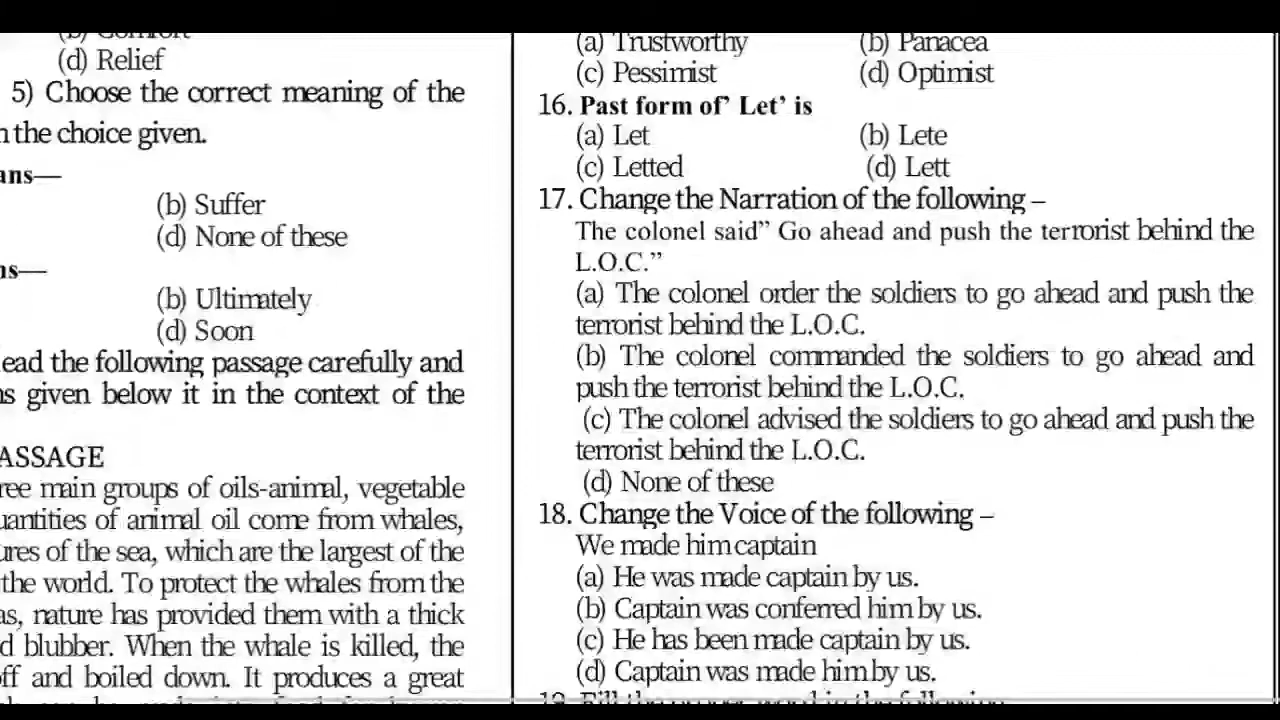 (b) Comfort
(d) Relief
5) Choose the correct meaning of the
the choice given.
ans—
(b) Suffer
(d) None of these
ns—
(b) Ultimately
(d) Soon
ead the following passage carefully and
s given below it in the context of the
ASSAGE
ree main groups of oils-animal, vegetable
uantities of animal oil come from whales,
ures of the sea, which are the largest of the
the world. To protect the whales from the
as, nature has provided them with a thick
d blubber. When the whale is killed, the
ff and boiled down. It produces a great
(a) Trustworthy (b) Panacea
(c) Pessimist (d) Optimist
16. Past form of’ Let’ is
(a) Let (b) Lete
(c) Letted (d) Lett
17. Change the Narration of the following –
The colonel said” Go ahead and push the terrorist behind the
L.O.C.”
(a) The colonel order the soldiers to go ahead and push the
terrorist behind the L.O.C.
(b) The colonel commanded the soldiers to go ahead and
push the terrorist behind the L.O.C.
(c) The colonel advised the soldiers to go ahead and push the
terrorist behind the L.O.C.
(d) None of these
18. Change the Voice of the following –
We made him captain
(a) He was made captain by us.
(b) Captain was conferred him by us.
(c) He has been made captain by us.
(d) Captain was made him by us.
19. Fill the proper word in the following